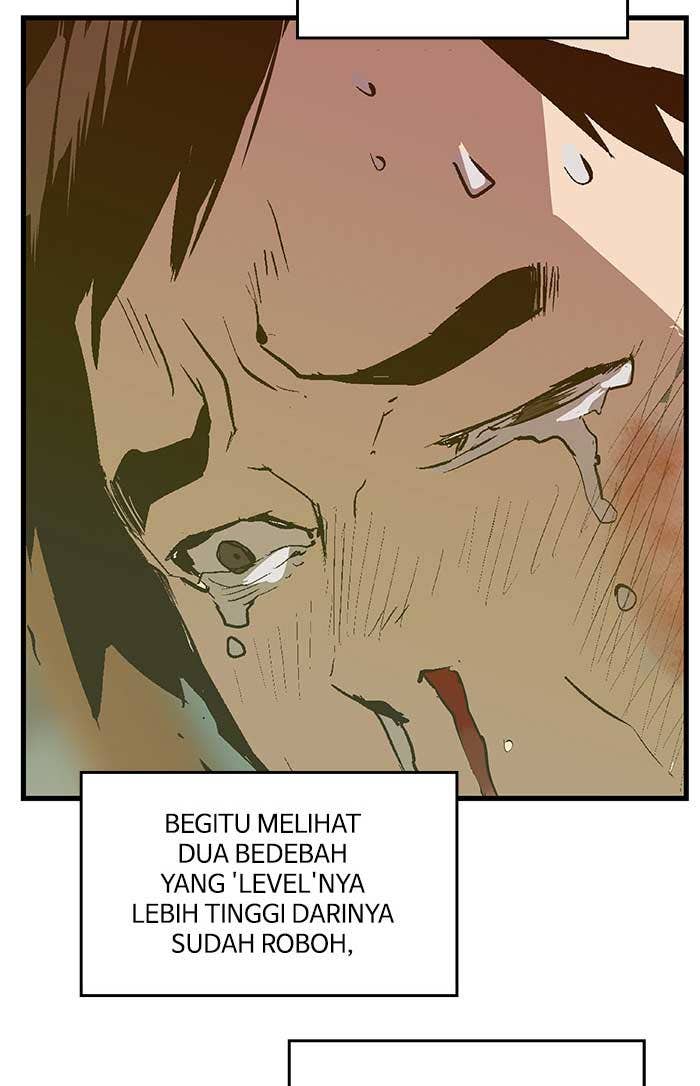 BEGITU MELIHAT
DUA BEDEBAH
YANG 'LEVEL'NYA
LEBIH TINGGI DARINYA
SUDAH ROBOH,